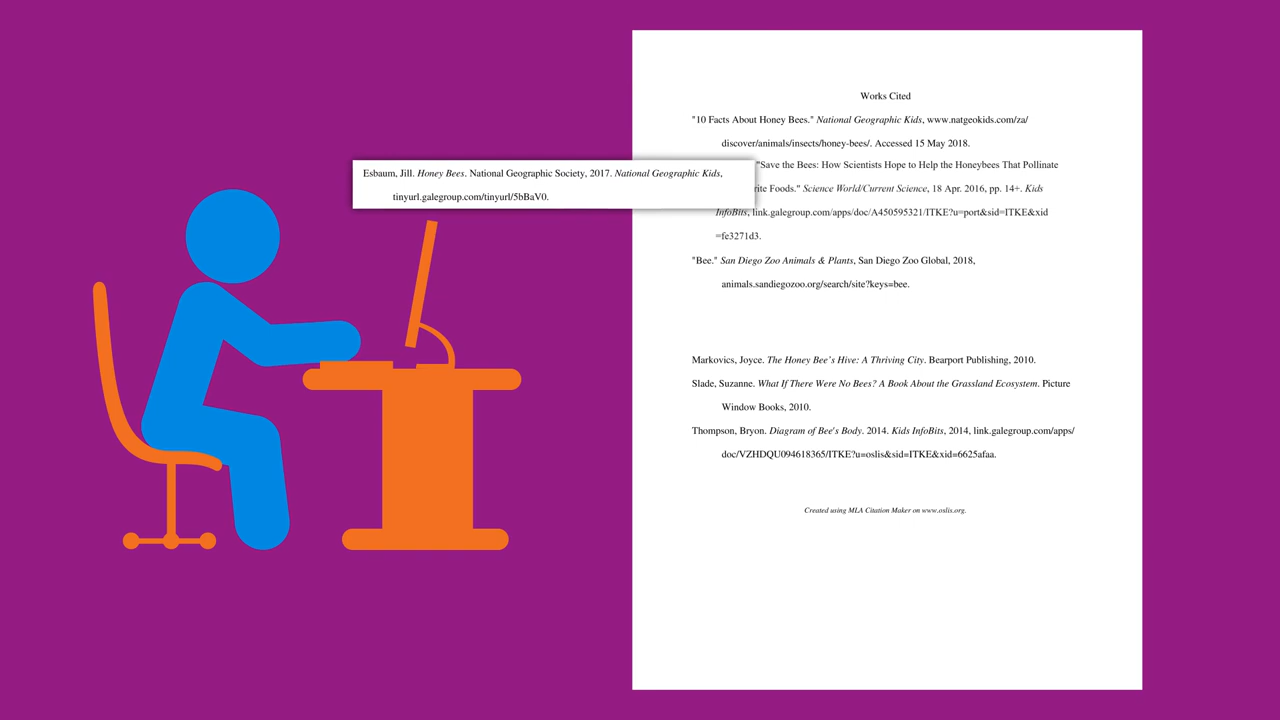 Works Cited
"10 Facts About Honey Bees." National Geographic Kids, www.natgeokids.com/za/
discover/animals/insects/honey-bees/. Accessed 15 May 2018.
Esbaum, Jill. Honey Bees. National Geographic Society, 2017. National Geographic Kids,
tinyurl.galegroup.com/tinyurl/5bBaV0.
"Save the Bees: How Scientists Hope to Help the Honeybees That Pollinate
Foods." Science World/Current Science, 18 Apr. 2016, pp. 14+. Kids
InfoBits, link.galegroup.com/apps/doc/A450595321/ITKE?u=port&sid=ITKE&xid
=fe3271d3.
"Bee." San Diego Zoo Animals & Plants, San Diego Zoo Global, 2018,
animals.sandiegozoo.org/search/site?keys=bee.
Markovics, Joyce. The Honey Bee's Hive: A Thriving City. Bearport Publishing, 2010.
Slade, Suzanne. What If There Were No Bees? A Book About the Grassland Ecosystem. Picture
Window Books, 2010.
Thompson, Bryon. Diagram of Bee's Body. 2014. Kids InfoBits, 2014, link.galegroup.com/apps/
doc/VZHDQU094618365/ITKE?u=oslis&sid=ITKE&xid=6625afaa.
Created using MLA Citation Maker on www.oslis.org.